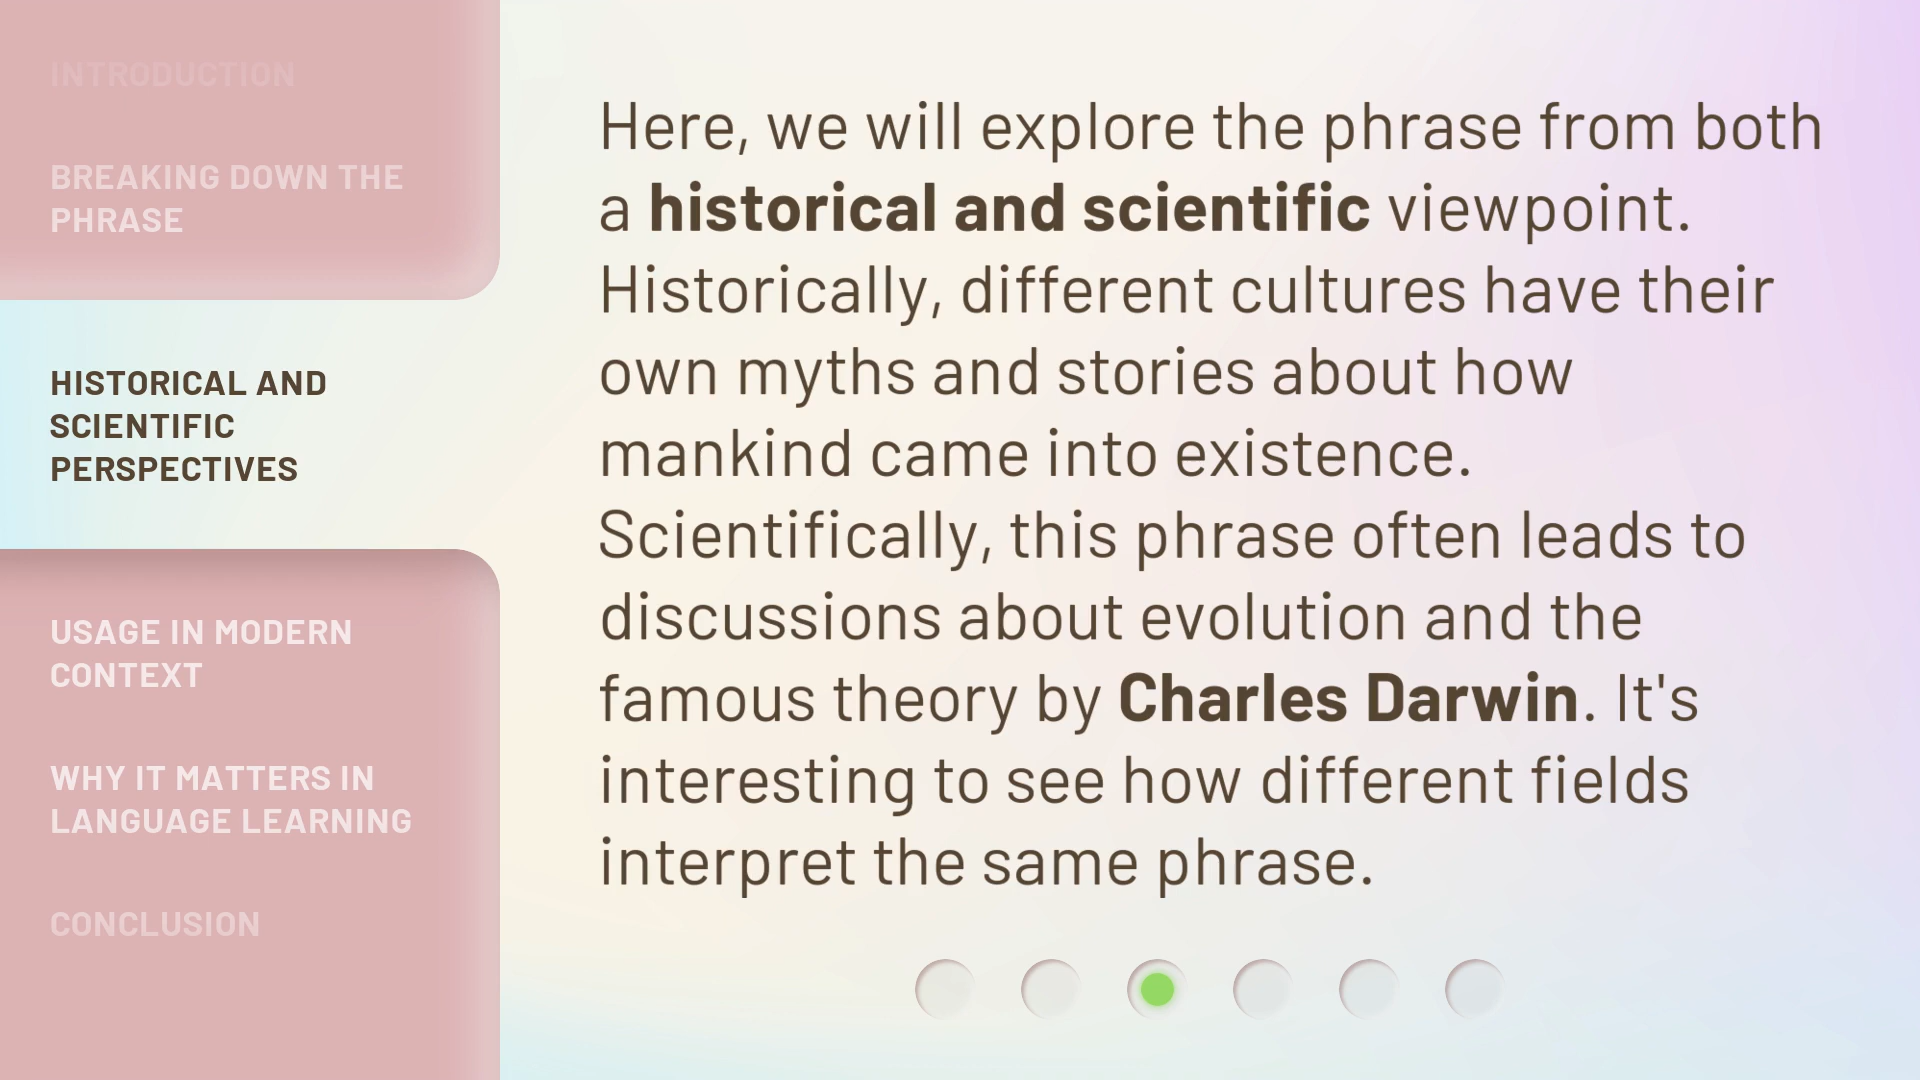 INTRODUCTION
BREAKING DOWN THE
PHRASE
HISTORICAL AND
SCIENTIFIC
PERSPECTIVES
USAGE IN MODERN
CONTEXT
WHY IT MATTERS IN
LANGUAGE LEARNING
CONCLUSION
Here, we will explore the phrase from both
a historical and scientific viewpoint.
Historically, different cultures have their
own myths and stories about how
mankind came into existence.
Scientifically, this phrase often leads to
discussions about evolution and the
famous theory by Charles Darwin. It's
interesting to see how different fields
interpret the same phrase.